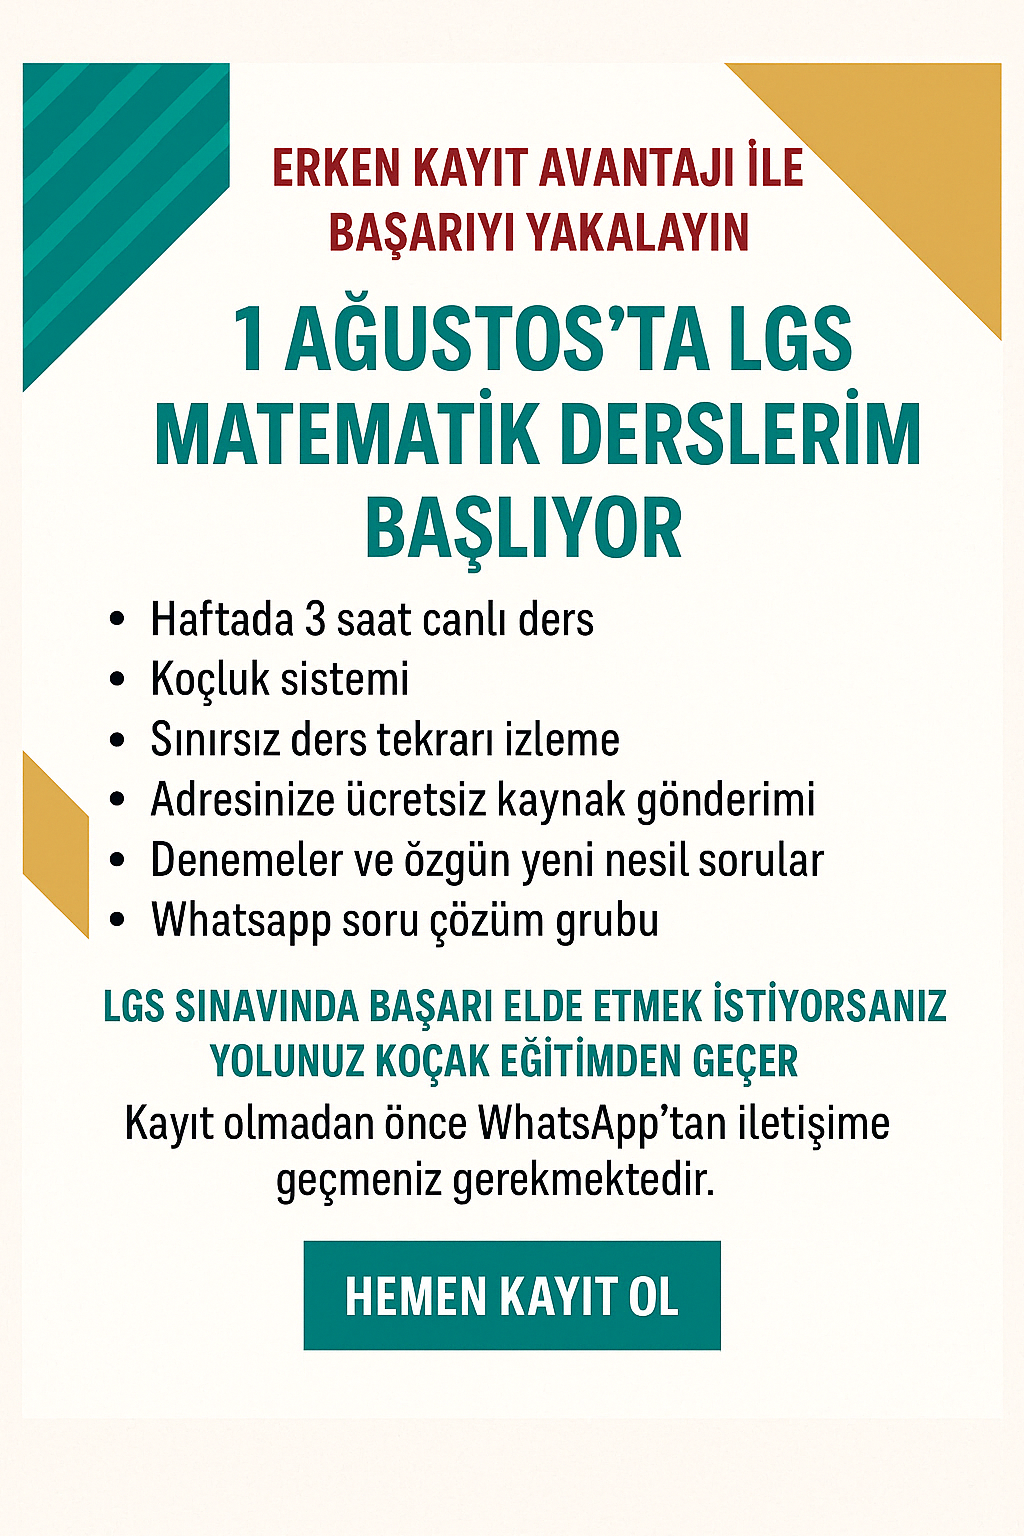 ERKEN KAYIT AVANTAJI İLE
BAŞARIYI YAKALAYIN
1 AĞUSTOS’TA LGS
MATEMATİK DERSLERİM
BAŞLIYOR
• Haftada 3 saat canlı ders
• Koçluk sistemi
• Sınırsız ders tekrarı izleme
• Adresinize ücretsiz kaynak gönderimi
• Denemeler ve özgün yeni nesil sorular
• Whatsapp soru çözüm grubu
LGS SINAVINDA BAŞARI ELDE ETMEK İSTİYORSANIZ
YOLUNUZ KOÇAK EĞİTİMDEN GEÇER
Kayıt olmadan önce WhatsApp’tan iletişime
geçmeniz gerekmektedir.
HEMEN KAYIT OL